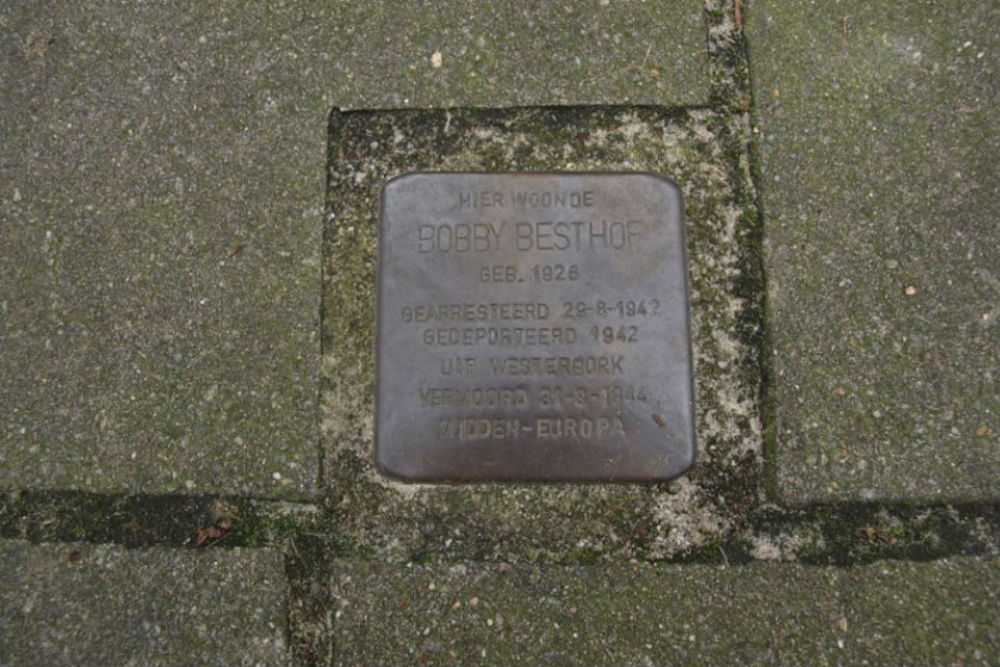 HIER WOONDE
BOBBY BESTHOF
GEB. 1926
GEARRESTEERD 29-8-1942
GEDEPORTEERD 1942
UIT WESTERBORK
VERMOORD 31-3-1944
MIDDEN-EUROPA